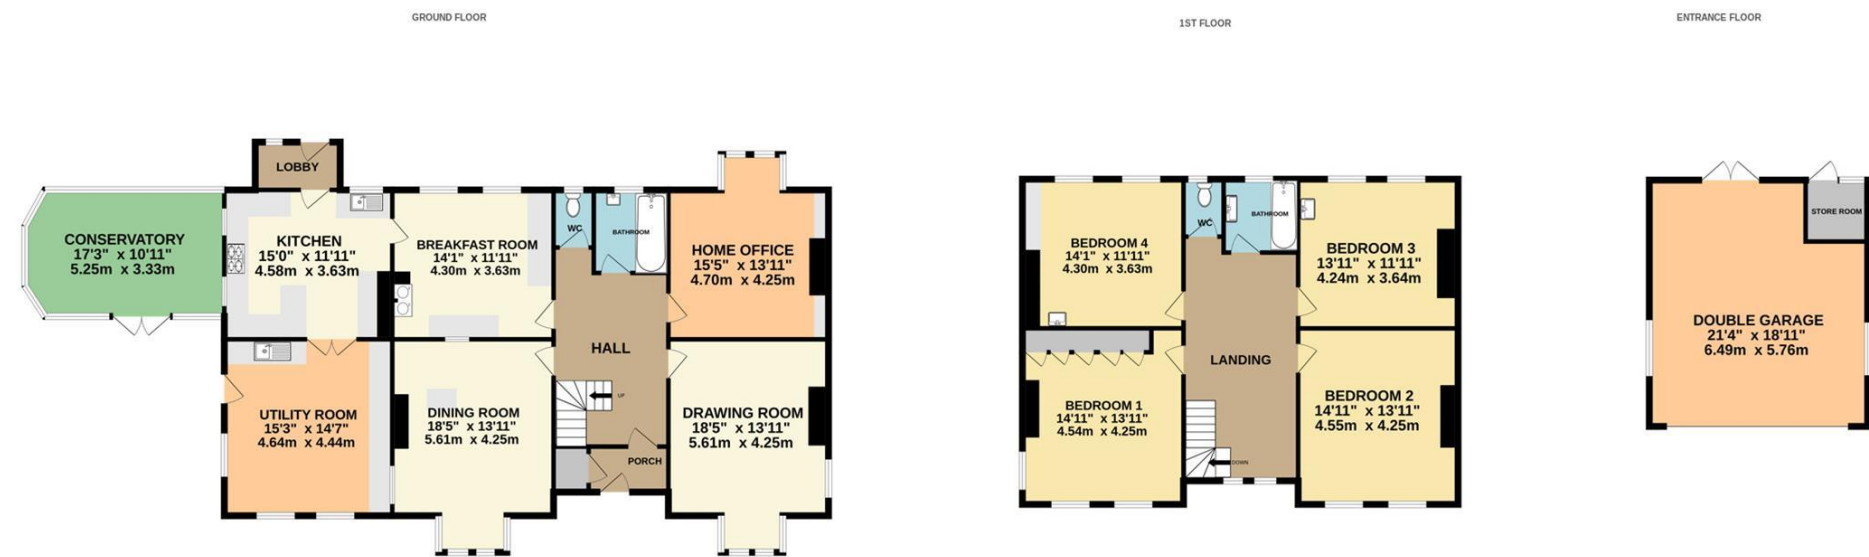 GROUND FLOOR
LOBBY
CONSERVATORY
17'3" x 10'11"
5.25m x 3.33m
KITCHEN
15'0" x 11'11"
4.58m x 3.63m
BREAKFAST ROOM
14'1" x 11'11"
4.30m x 3.63m
WC
BATHROOM
HOME OFFICE
15'5" x 13'11"
4.70m x 4.25m
HALL
UP
UTILITY ROOM
15'3" x 14'7"
4.64m x 4.44m
DINING ROOM
18'5" x 13'11"
5.61m x 4.25m
PORCH
DRAWING ROOM
18'5" x 13'11"
5.61m x 4.25m
1ST FLOOR
BEDROOM 4
14'1" x 11'11"
4.30m x 3.63m
WC
BATHROOM
BEDROOM 3
13'11" x 11'11"
4.24m x 3.64m
LANDING
BEDROOM 1
14'11" x 13'11"
4.54m x 4.25m
DOWN
BEDROOM 2
14'11" x 13'11"
4.55m x 4.25m
ENTRANCE FLOOR
STORE ROOM
DOUBLE GARAGE
21'4" x 18'11"
6.49m x 5.76m